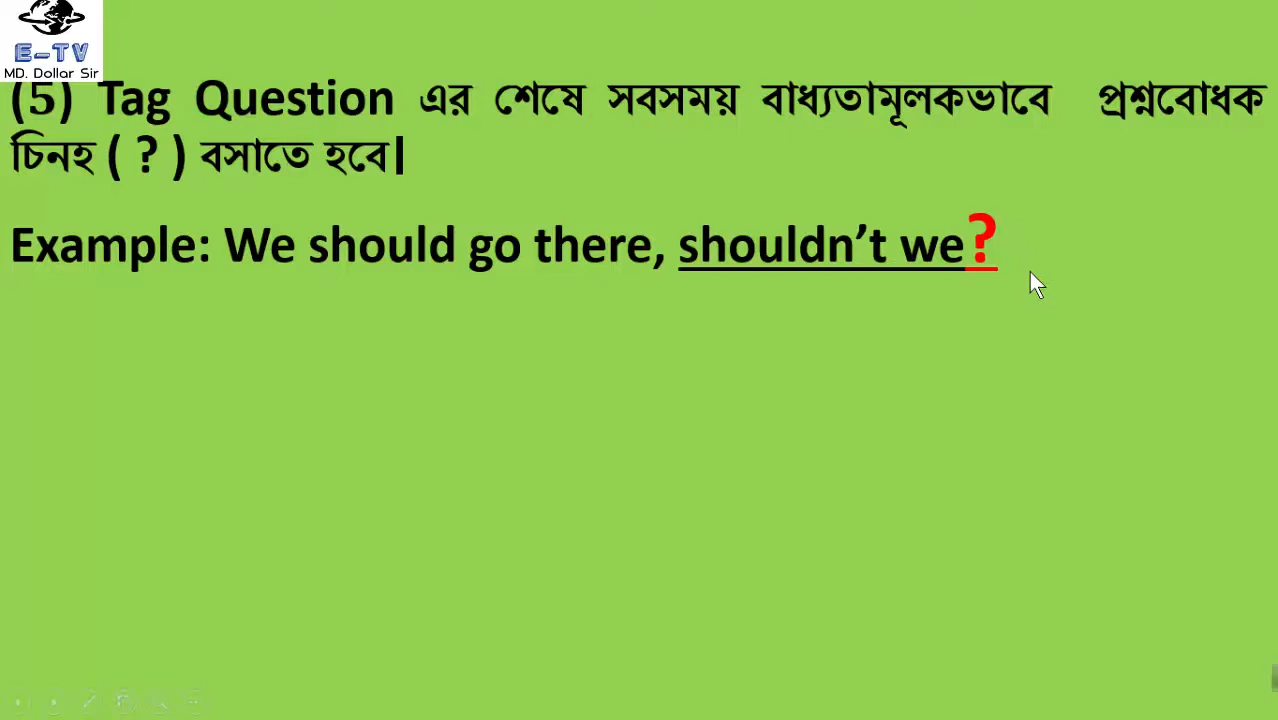 E-TV
MD. Dollar Sir
(5) Tag Question এর শেষে সবসময় বাধ্যতামূলকভাবে প্রশ্নবোধক
চিনহ ( ? ) বসাতে হবে।
Example: We should go there, shouldn’t we?